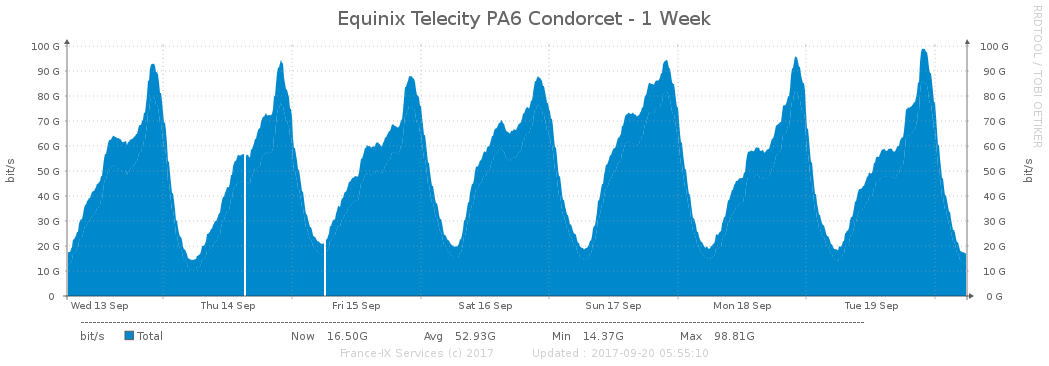 Equinix Telecity PA6 Condorcet - 1 Week
RRDTOOL / TOBI OETIKER
bit/s
bit/s
100 G 100 G
90 G 90 G
80 G 80 G
70 G 70 G
60 G 60 G
50 G 50 G
40 G 40 G
30 G 30 G
20 G 20 G
10 G 10 G
0 0 G
Wed 13 Sep Thu 14 Sep Fri 15 Sep Sat 16 Sep Sun 17 Sep Mon 18 Sep Tue 19 Sep
bit/s Total Now 16.50G Avg 52.93G Min 14.37G Max 98.81G
France-IX Services (c) 2017 Updated : 2017-09-20 05:55:10